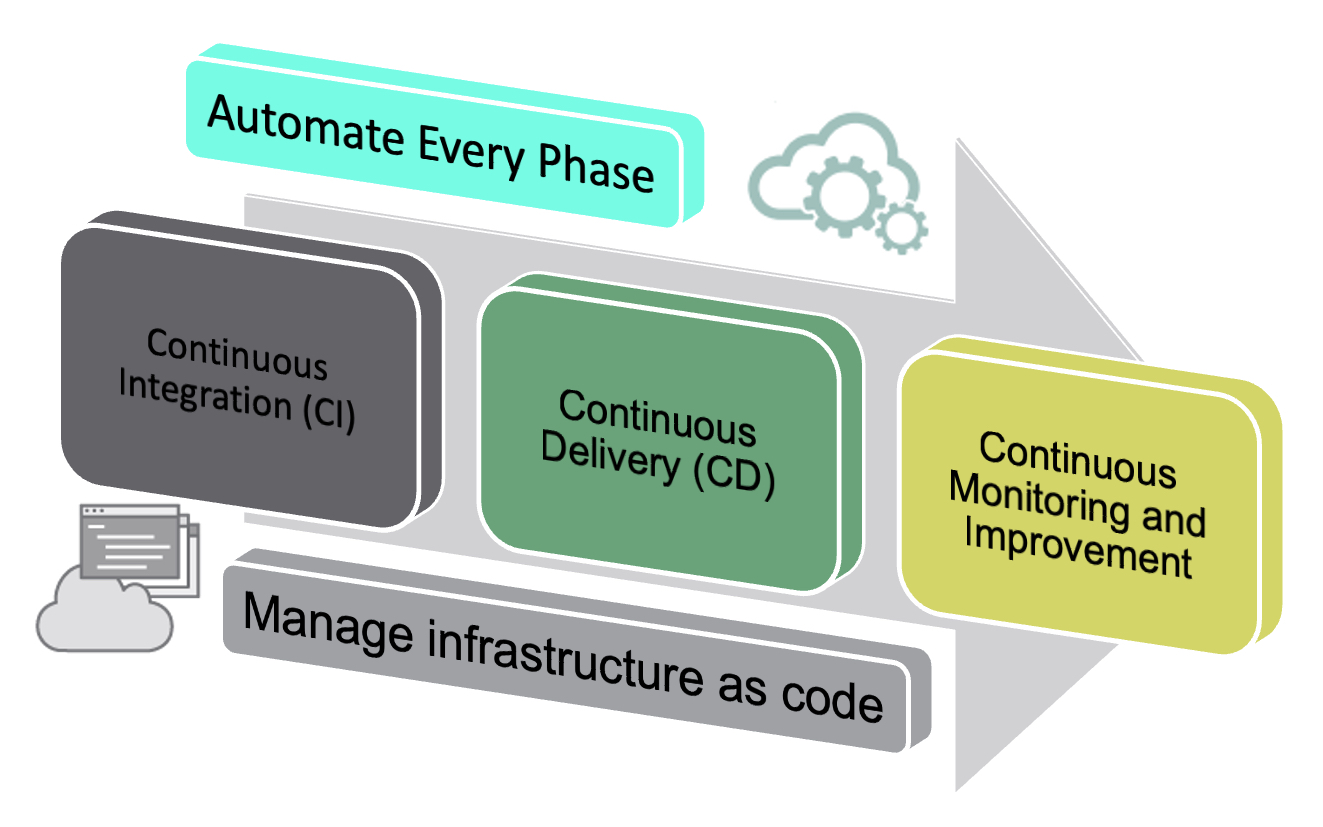 Automate Every Phase
Continuous
Integration (CI)
Continuous
Delivery (CD)
Continuous
Monitoring and
Improvement
Manage infrastructure as code